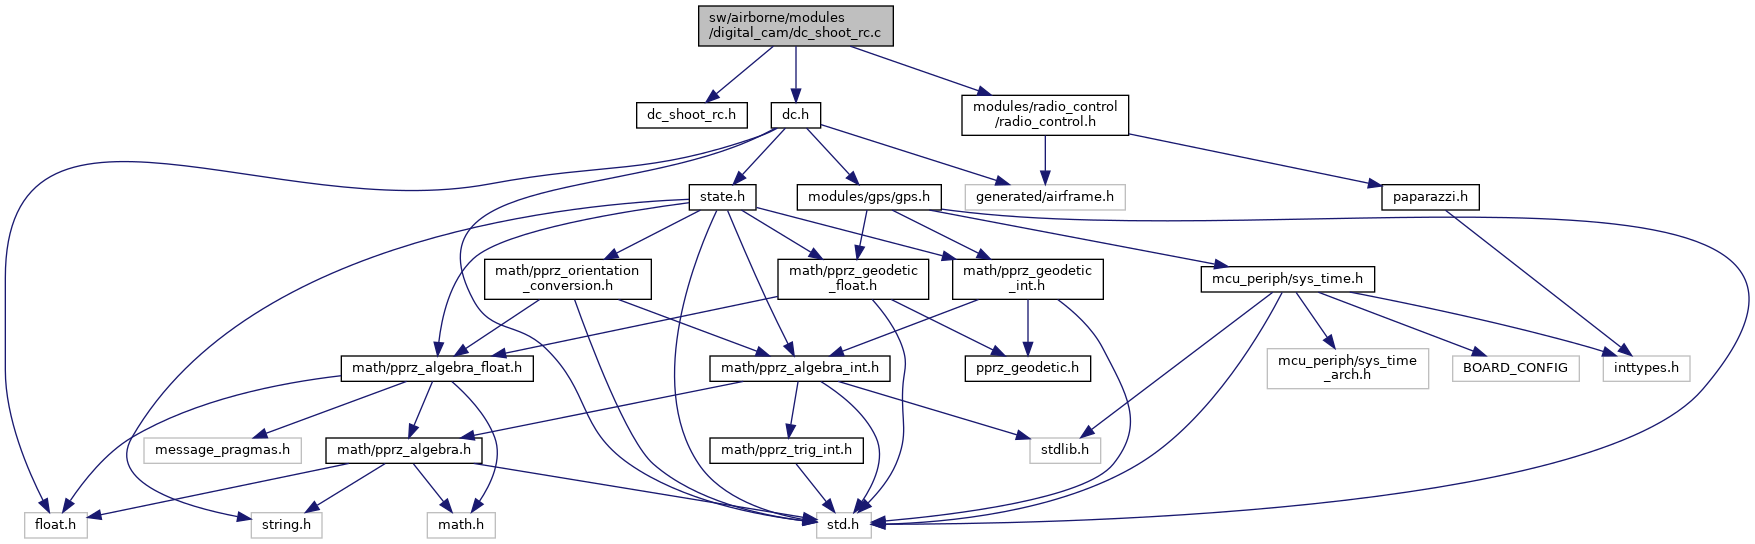 sw/airborne/modules
/digital_cam/dc_shoot_rc.c
dc_shoot_rc.h
dc.h
modules/radio_control
/radio_control.h
state.h
modules/gps/gps.h
generated/airframe.h
paparazzi.h
math/pprz_orientation
_conversion.h
math/pprz_geodetic
_float.h
math/pprz_geodetic
_int.h
mcu_periph/sys_time.h
math/pprz_algebra_float.h
math/pprz_algebra_int.h
pprz_geodetic.h
mcu_periph/sys_time
_arch.h
BOARD_CONFIG
inttypes.h
message_pragmas.h
math/pprz_algebra.h
math/pprz_trig_int.h
stdlib.h
float.h
string.h
math.h
std.h